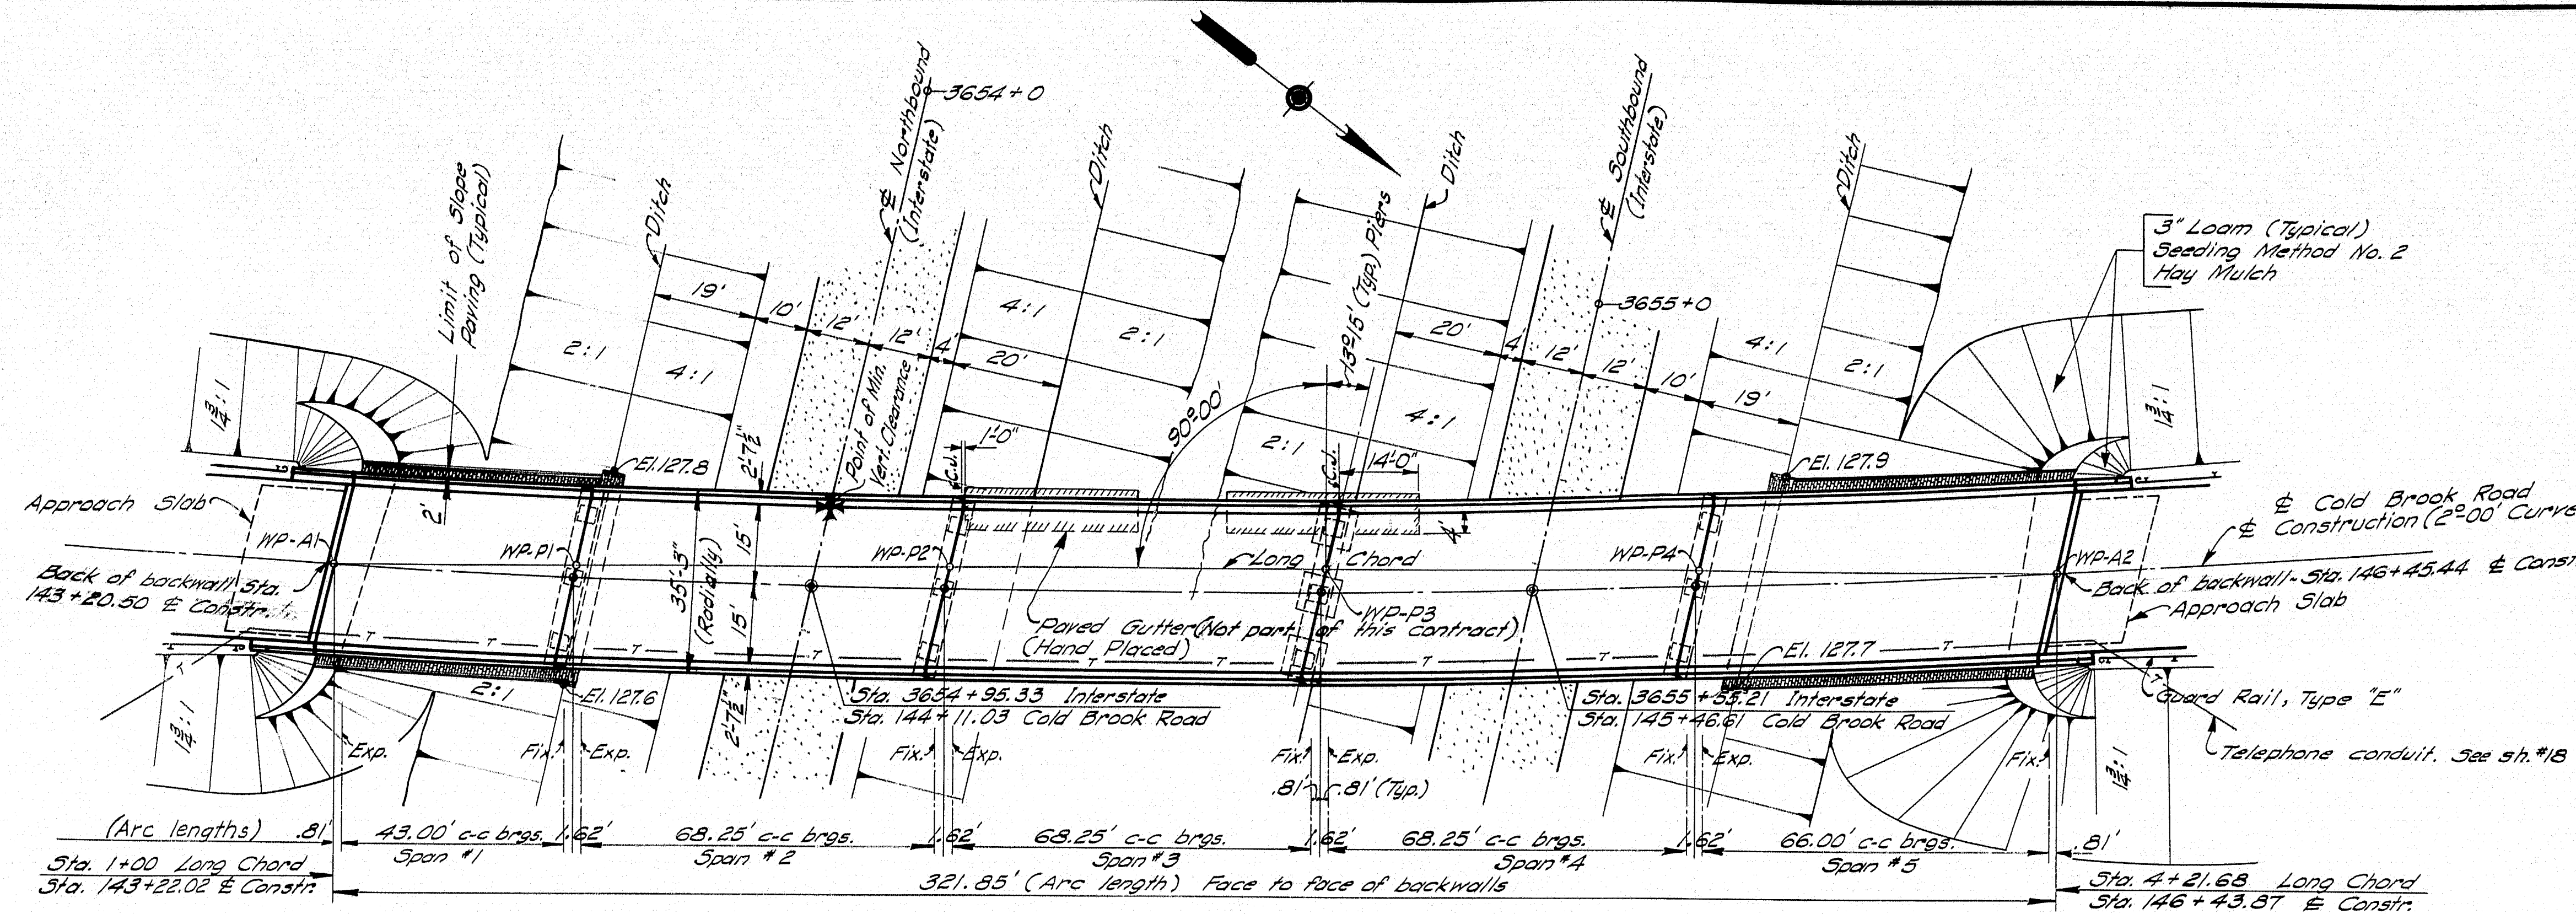 ℄ Northbound
(Interstate)
3654+0
℄ Southbound
(Interstate)
3655+0
Ditch
Ditch
Ditch
Ditch
Limit of Slope
Paving (Typical)
3" Loam (Typical)
Seeding Method No. 2
Hay Mulch
13º15' (Typ.) Piers
90º00'
19'
10'
12'
12'
4'
20'
20'
4'
12'
12'
10'
19'
2:1
4:1
4:1
2:1
2:1
4:1
4:1
2:1
1 3/4:1
1 3/4:1
Point of Min.
Vert. Clearance
2'-7½"
1'-0"
C.J.
C.J.
14'-0"
4'
El. 127.8
El. 127.9
Approach Slab
2'
WP-A1
WP-P1
WP-P2
WP-P3
WP-P4
WP-A2
Long Chord
℄ Cold Brook Road
℄ Construction (2º00' Curve
Back of backwall Sta.
143+20.50 ℄ Constr.
Back of backwall-Sta. 146+45.44 ℄ Const
Approach Slab
35'-3"
(Radially)
15'
15'
Paved Gutter (Not part of this contract)
(Hand Placed)
T T T T T T T T
El. 127.6
El. 127.7
2:1
2'-7½"
Sta. 3654+95.33 Interstate
Sta. 144+11.03 Cold Brook Road
Sta. 3655+55.21 Interstate
Sta. 145+46.61 Cold Brook Road
Guard Rail, Type "E"
Telephone conduit. See sh.#18
1 3/4:1
1 3/4:1
Exp.
Fix. Exp.
Fix. Exp.
Fix. Exp.
Fix. Exp.
Fix.
.81' .81' (Typ.)
(Arc lengths) .81' 43.00' c-c brgs. 1.62' 68.25' c-c brgs. 1.62' 68.25' c-c brgs. 1.62' 68.25' c-c brgs. 1.62' 66.00' c-c brgs. .81'
Span #1 Span #2 Span #3 Span #4 Span #5
Sta. 1+00 Long Chord
Sta. 143+22.02 ℄ Constr.
321.85' (Arc length) Face to face of backwalls
Sta. 4+21.68 Long Chord
Sta. 146+43.87 ℄ Constr.